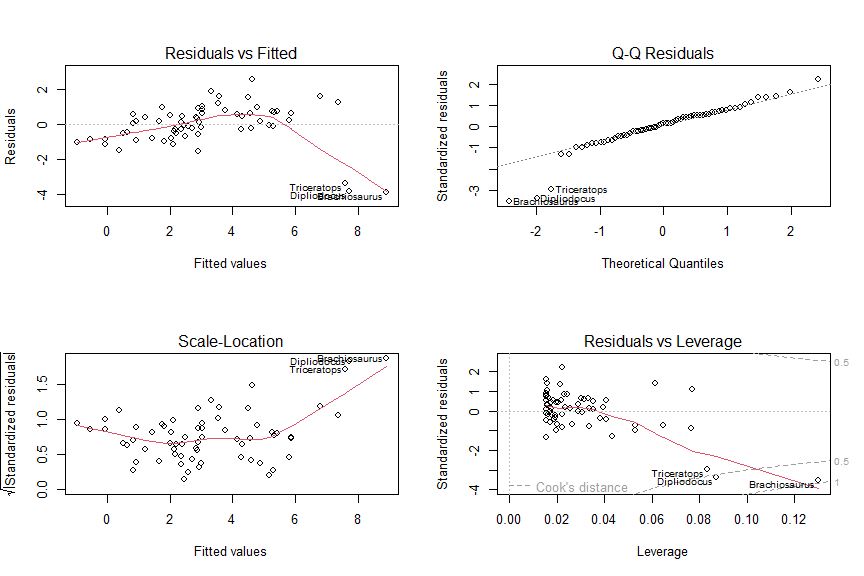 Residuals vs Fitted
Residuals
2
0
-2
-4
Triceratops
Dipliodocus
Brachiosaurus
0 2 4 6 8
Fitted values
Q-Q Residuals
Standardized residuals
2
1
0
-1
-3
Triceratops
Dipliodocus
Brachiosaurus
-2 -1 0 1 2
Theoretical Quantiles
Scale-Location
√|Standardized residuals|
1.5
1.0
0.5
0.0
Brachiosaurus
Dipliodocus
Triceratops
0 2 4 6 8
Fitted values
Residuals vs Leverage
Standardized residuals
2
0
-2
-4
0.5
0.5
1
Triceratops
Dipliodocus
Brachiosaurus
Cook's distance
0.00 0.02 0.04 0.06 0.08 0.10 0.12
Leverage